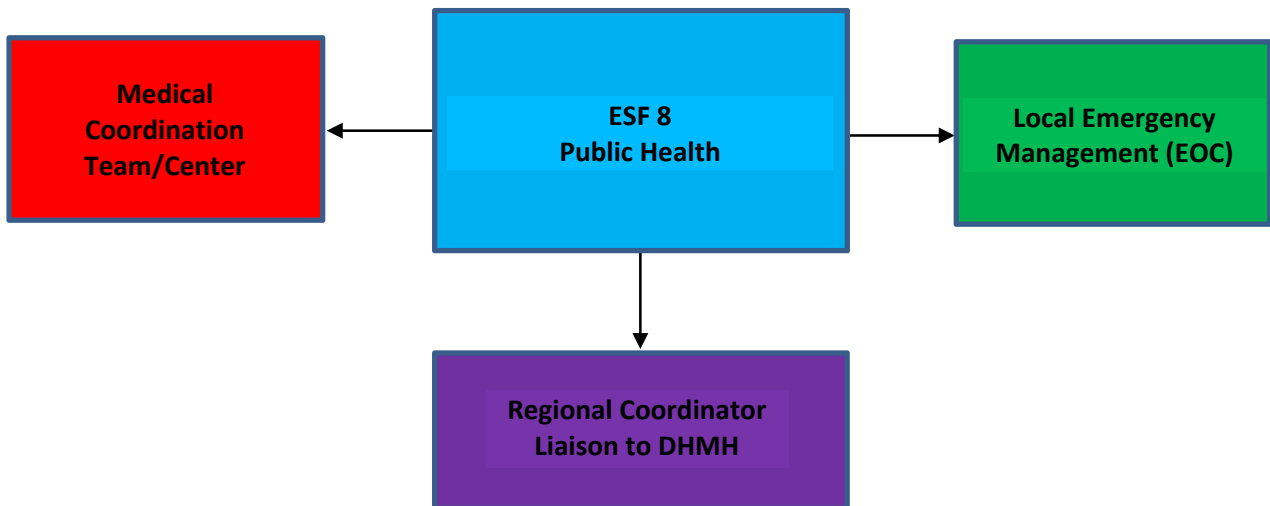 Medical
Coordination
Team/Center
ESF 8
Public Health
Local Emergency
Management (EOC)
Regional Coordinator
Liaison to DHMH